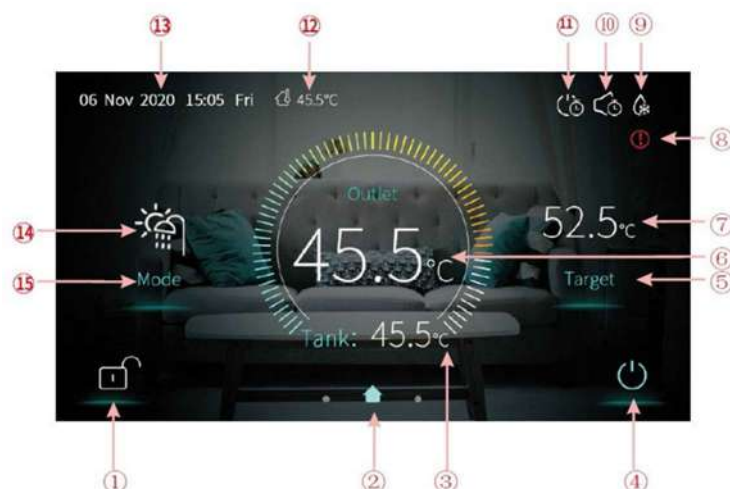 ⑬ ⑫ ⑪ ⑩ ⑨
06 Nov 2020 15:05 Fri 45.5°C
⑧
Outlet
⑭ 52.5°C ⑦
45.5°C ⑥
⑮ Mode Target ⑤
Tank: 45.5°C
① ② ③ ④